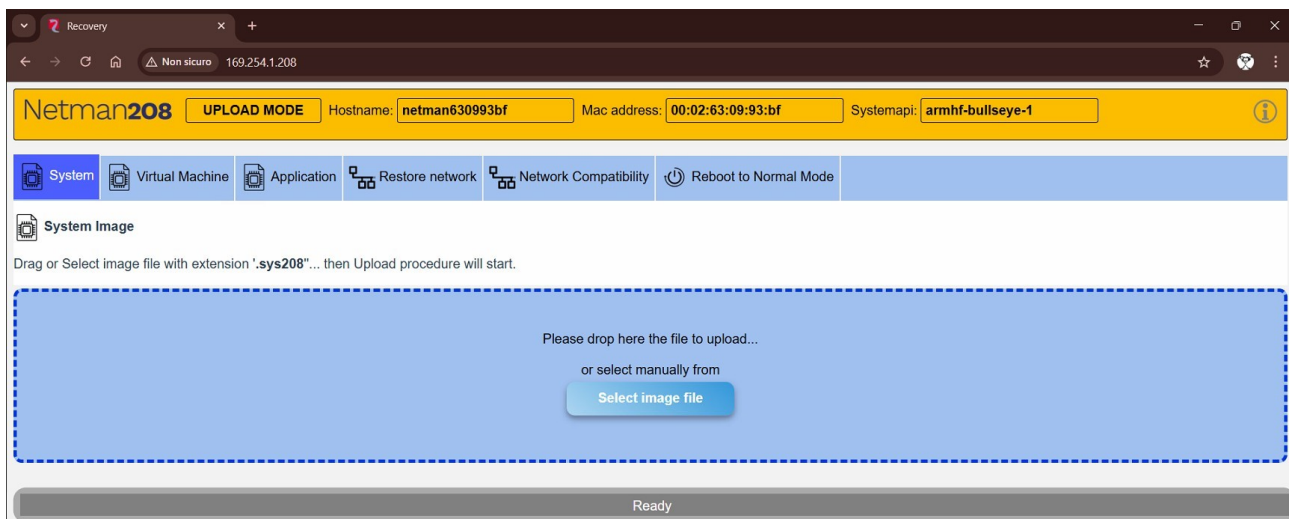 Recovery
Non sicuro 169.254.1.208
Netman208 UPLOAD MODE Hostname: netman630993bf Mac address: 00:02:63:09:93:bf Systemapi: armhf-bullseye-1
System Virtual Machine Application Restore network Network Compatibility Reboot to Normal Mode
System Image
Drag or Select image file with extension '.sys208"... then Upload procedure will start.
Please drop here the file to upload...
or select manually from
Select image file
Ready